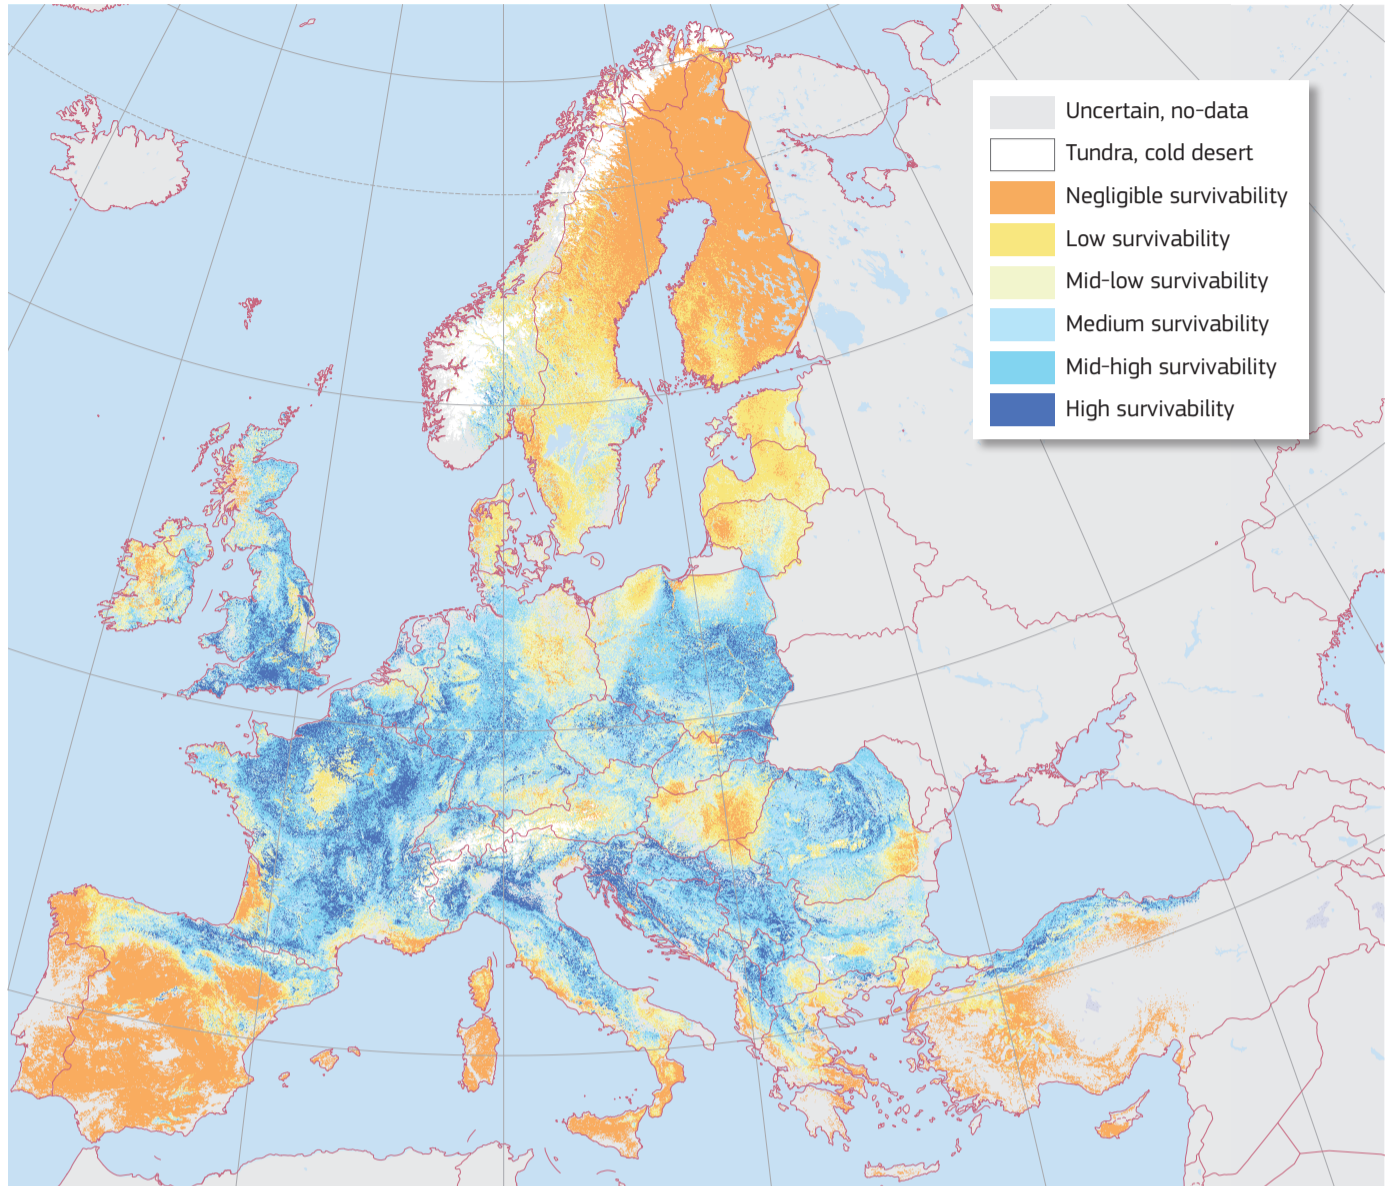 Uncertain, no-data
Tundra, cold desert
Negligible survivability
Low survivability
Mid-low survivability
Medium survivability
Mid-high survivability
High survivability